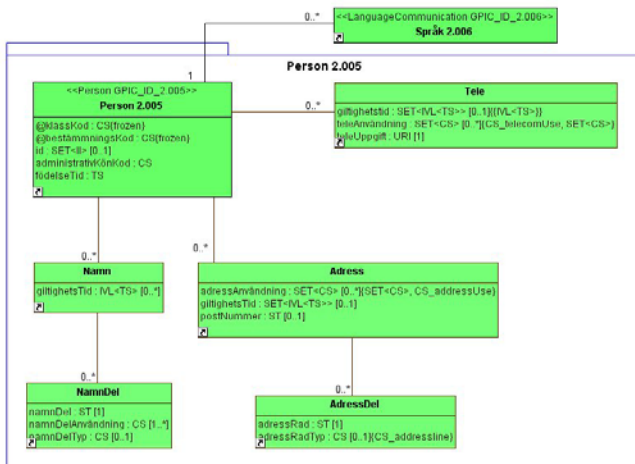 0..*
<<LanguageCommunication GPIC_ID_2.006>>
Språk 2.006
1
Person 2.005
<<Person GPIC_ID_2.005>>
Person 2.005
@klassKod : CS{frozen}
@bestämmningsKod : CS{frozen}
id : SET<II> [0..1]
administrativKönKod : CS
födelseTid : TS
0..*
Tele
giltighetstid : SET<IVL<TS>> [0..1]{(IVL<TS>)}
teleAnvändning : SET<CS> [0..*]{CS_telecomUse, SET<CS>}
teleUppgift : URI [1]
0..*
Namn
giltighetsTid : IVL<TS> [0..*]
0..*
Adress
adressAnvändning : SET<CS> [0..*]{SET<CS>, CS_addressUse}
giltighetsTid : SET<IVL<TS>> [0..1]
postNummer : ST [0..1]
0..*
NamnDel
namnDel : ST [1]
namnDelAnvändning : CS [1..*]
namnDelTyp : CS [0..1]
0..*
AdressDel
adressRad : ST [1]
adressRadTyp : CS [0..1]{CS_addressline}